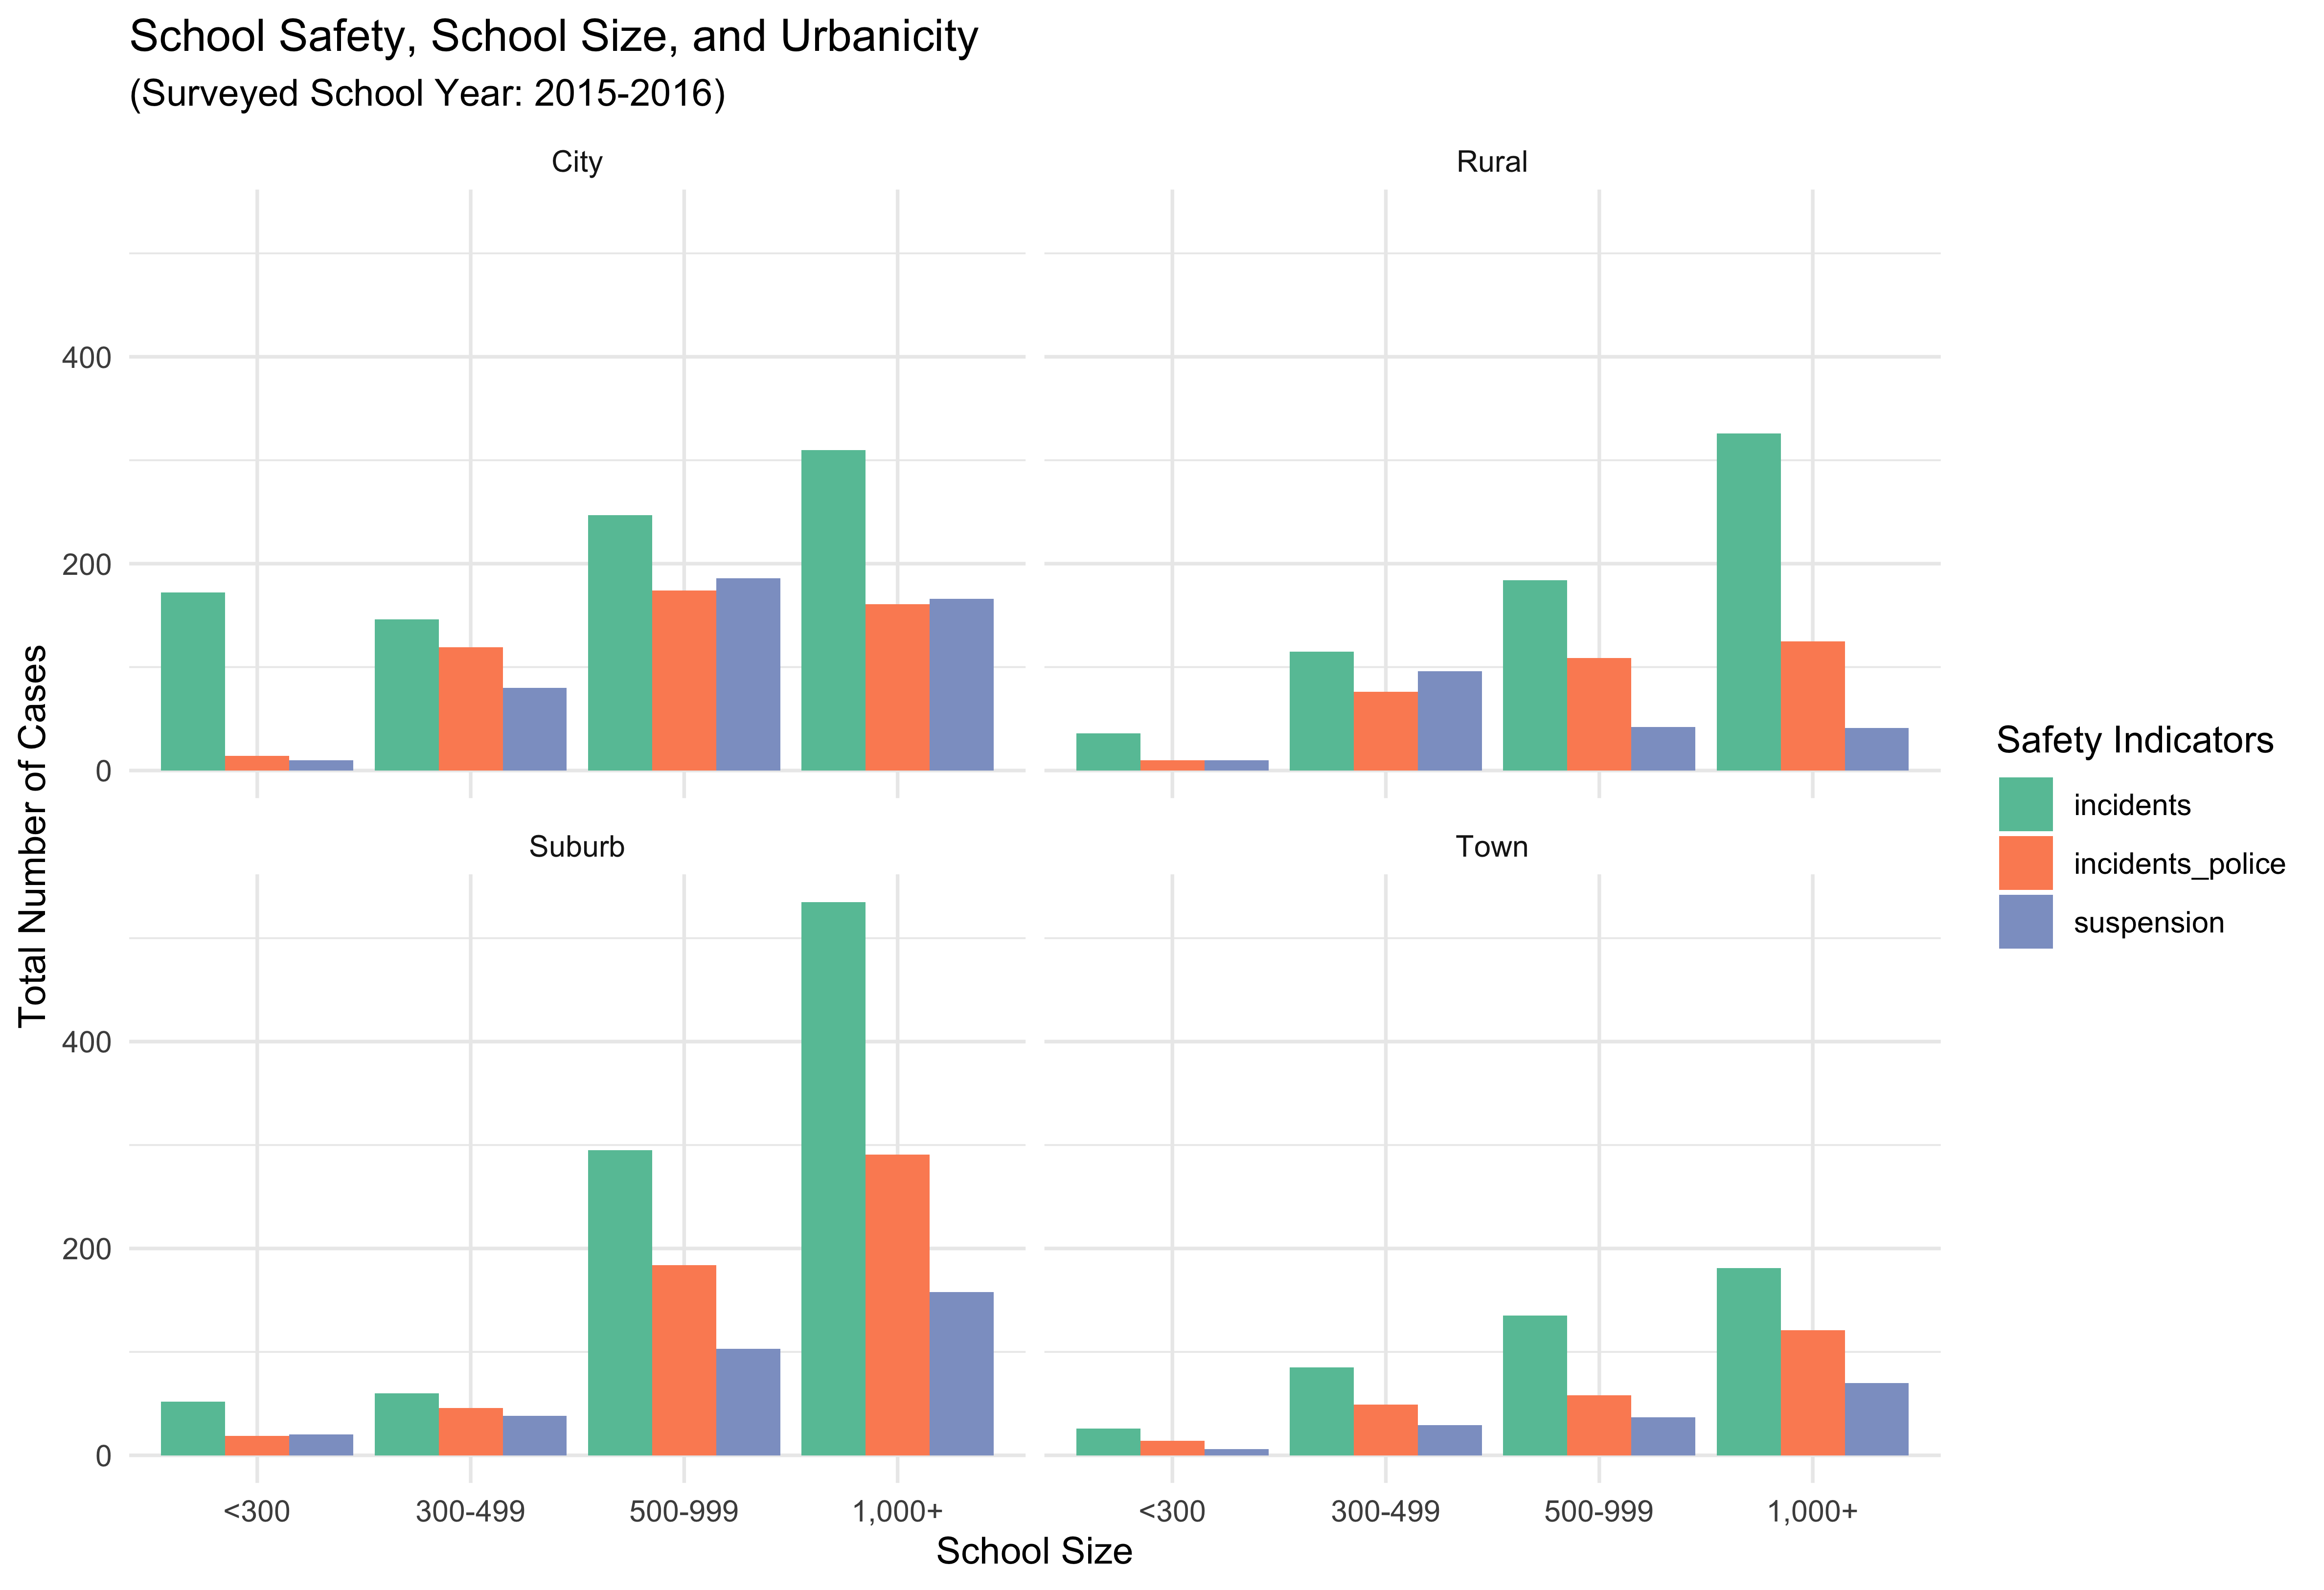 School Safety, School Size, and Urbanicity
(Surveyed School Year: 2015-2016)
City
Rural
400
200
0
Suburb
Town
400
200
0
Total Number of Cases
<300
300-499
500-999
1,000+
<300
300-499
500-999
1,000+
School Size
Safety Indicators
incidents
incidents_police
suspension